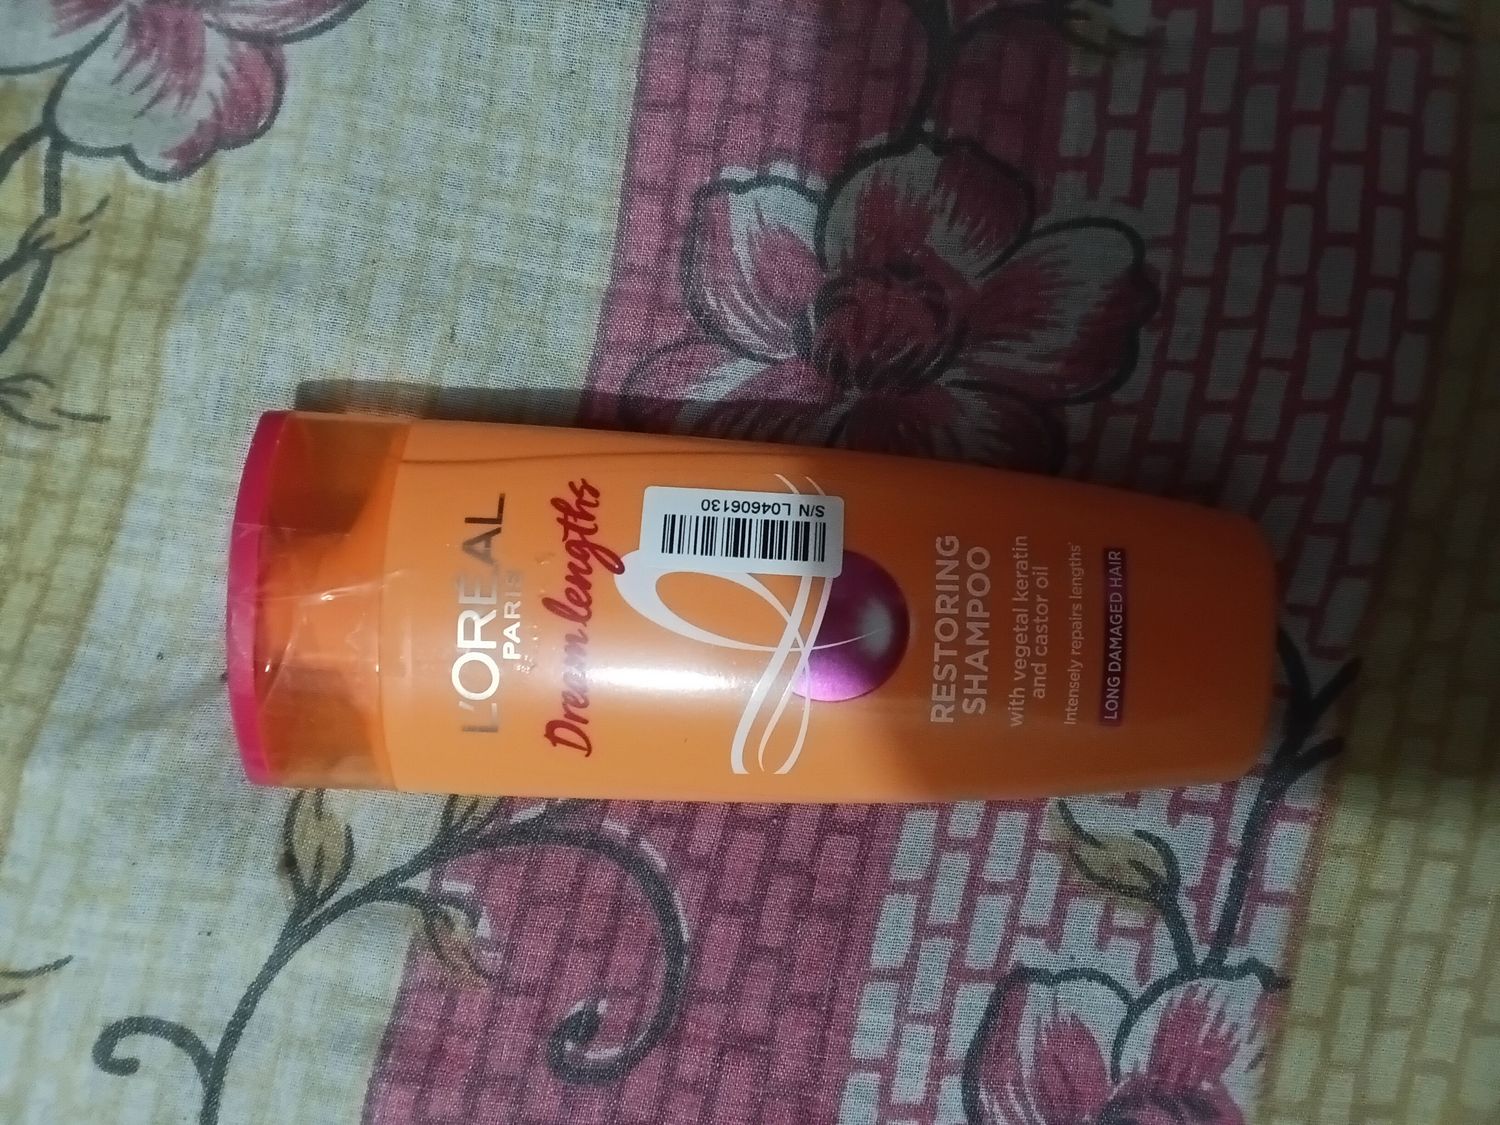 L'ORÉAL
PARIS
Dream lengths
S/N L04606130
RESTORING
SHAMPOO
with vegetal keratin
and castor oil
Intensely repairs lengths*
LONG DAMAGED HAIR